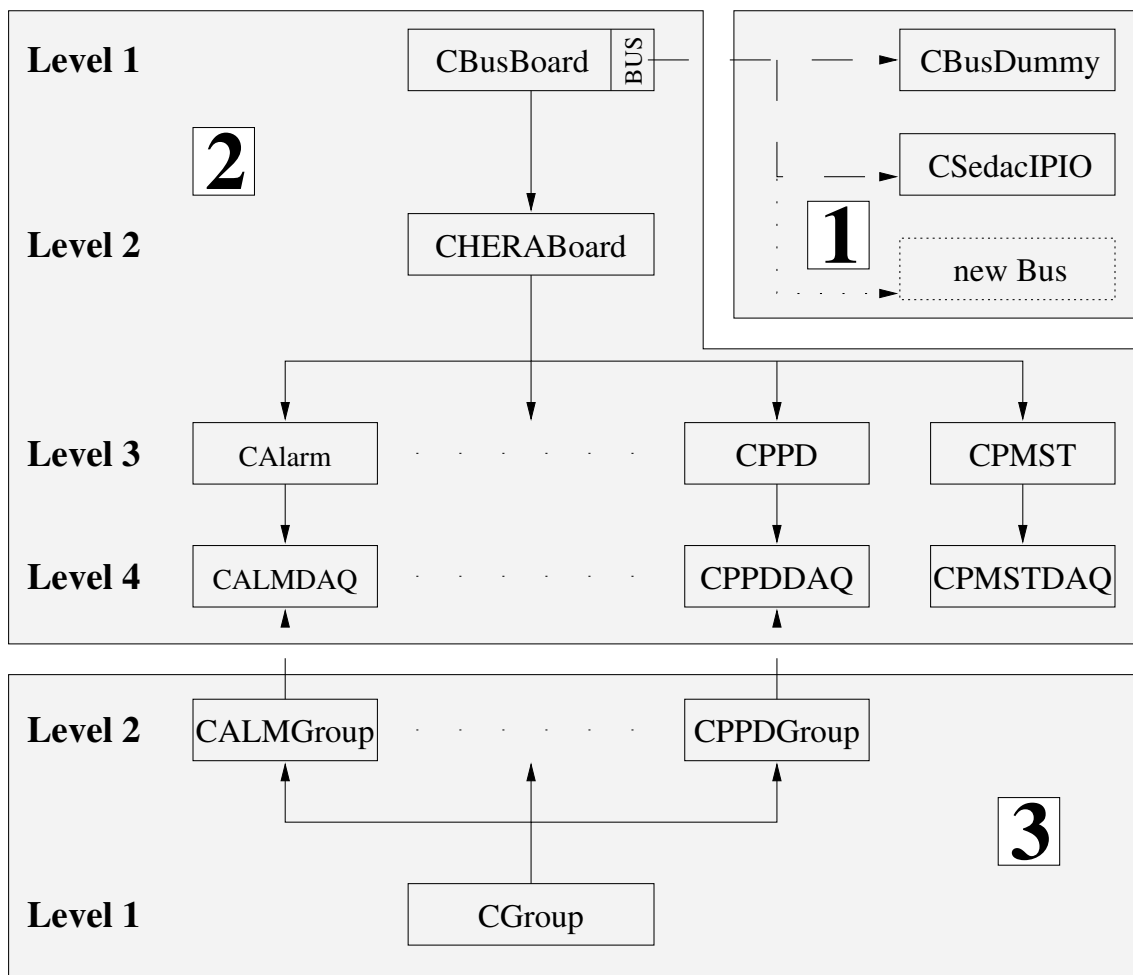 Level 1
CBusBoard
BUS
CBusDummy
2
CSedacIPIO
1
Level 2
CHERABoard
new Bus
Level 3
CAlarm
CPPD
CPMST
Level 4
CALMDAQ
CPPDDAQ
CPMSTDAQ
Level 2
CALMGroup
CPPDGroup
3
Level 1
CGroup